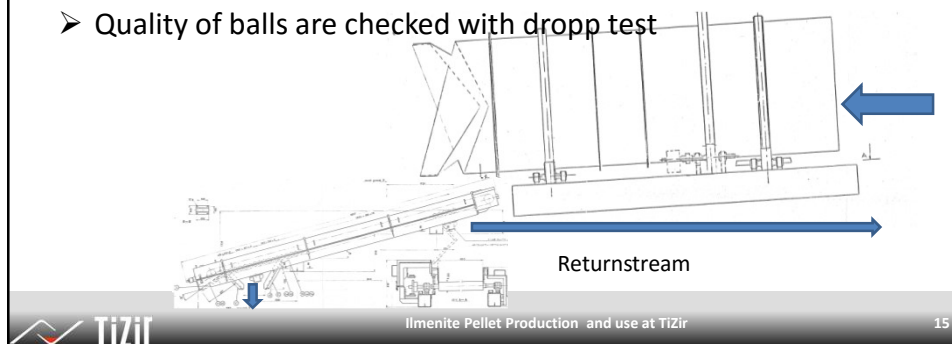 ➢ Quality of balls are checked with dropp test
Returnstream
TiZir
Ilmenite Pellet Production and use at TiZir
15